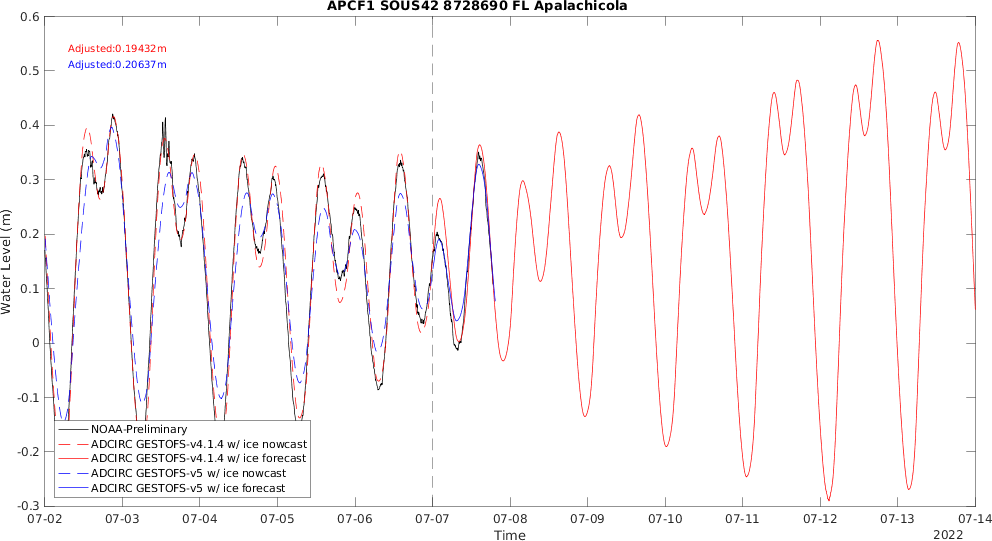 APCF1 SOUS42 8728690 FL Apalachicola
0.6
Adjusted:0.19432m
Adjusted:0.20637m
0.5
0.4
0.3
0.2
0.1
0
-0.1
-0.2
-0.3
Water Level (m)
NOAA-Preliminary
ADCIRC GESTOFS-v4.1.4 w/ ice nowcast
ADCIRC GESTOFS-v4.1.4 w/ ice forecast
ADCIRC GESTOFS-v5 w/ ice nowcast
ADCIRC GESTOFS-v5 w/ ice forecast
07-02 07-03 07-04 07-05 07-06 07-07 07-08 07-09 07-10 07-11 07-12 07-13 07-14
Time
2022